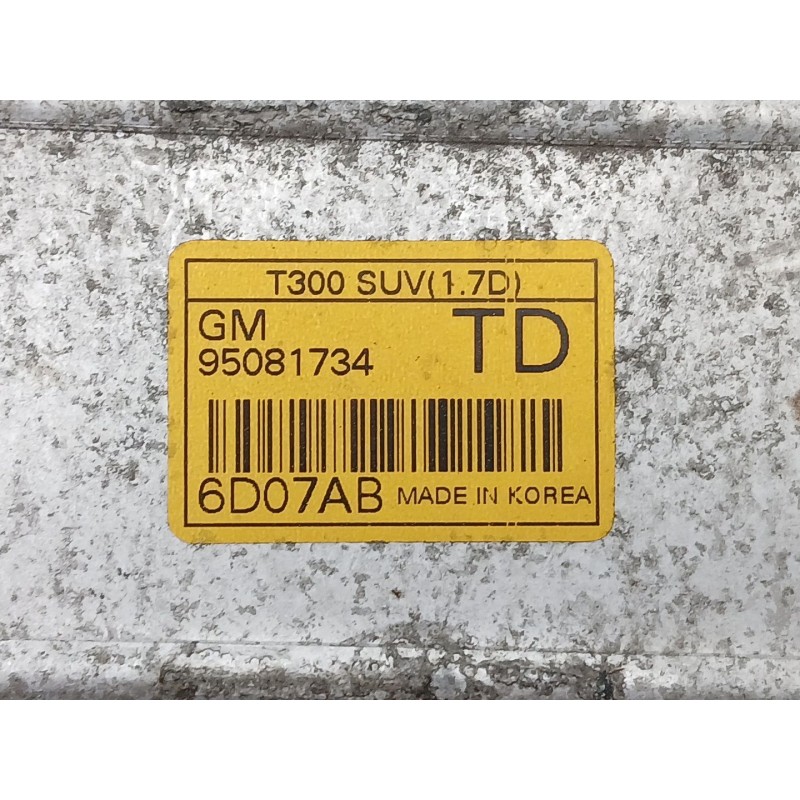 T300 SUV(1.7D)
GM TD
95081734
6D07AB MADE IN KOREA